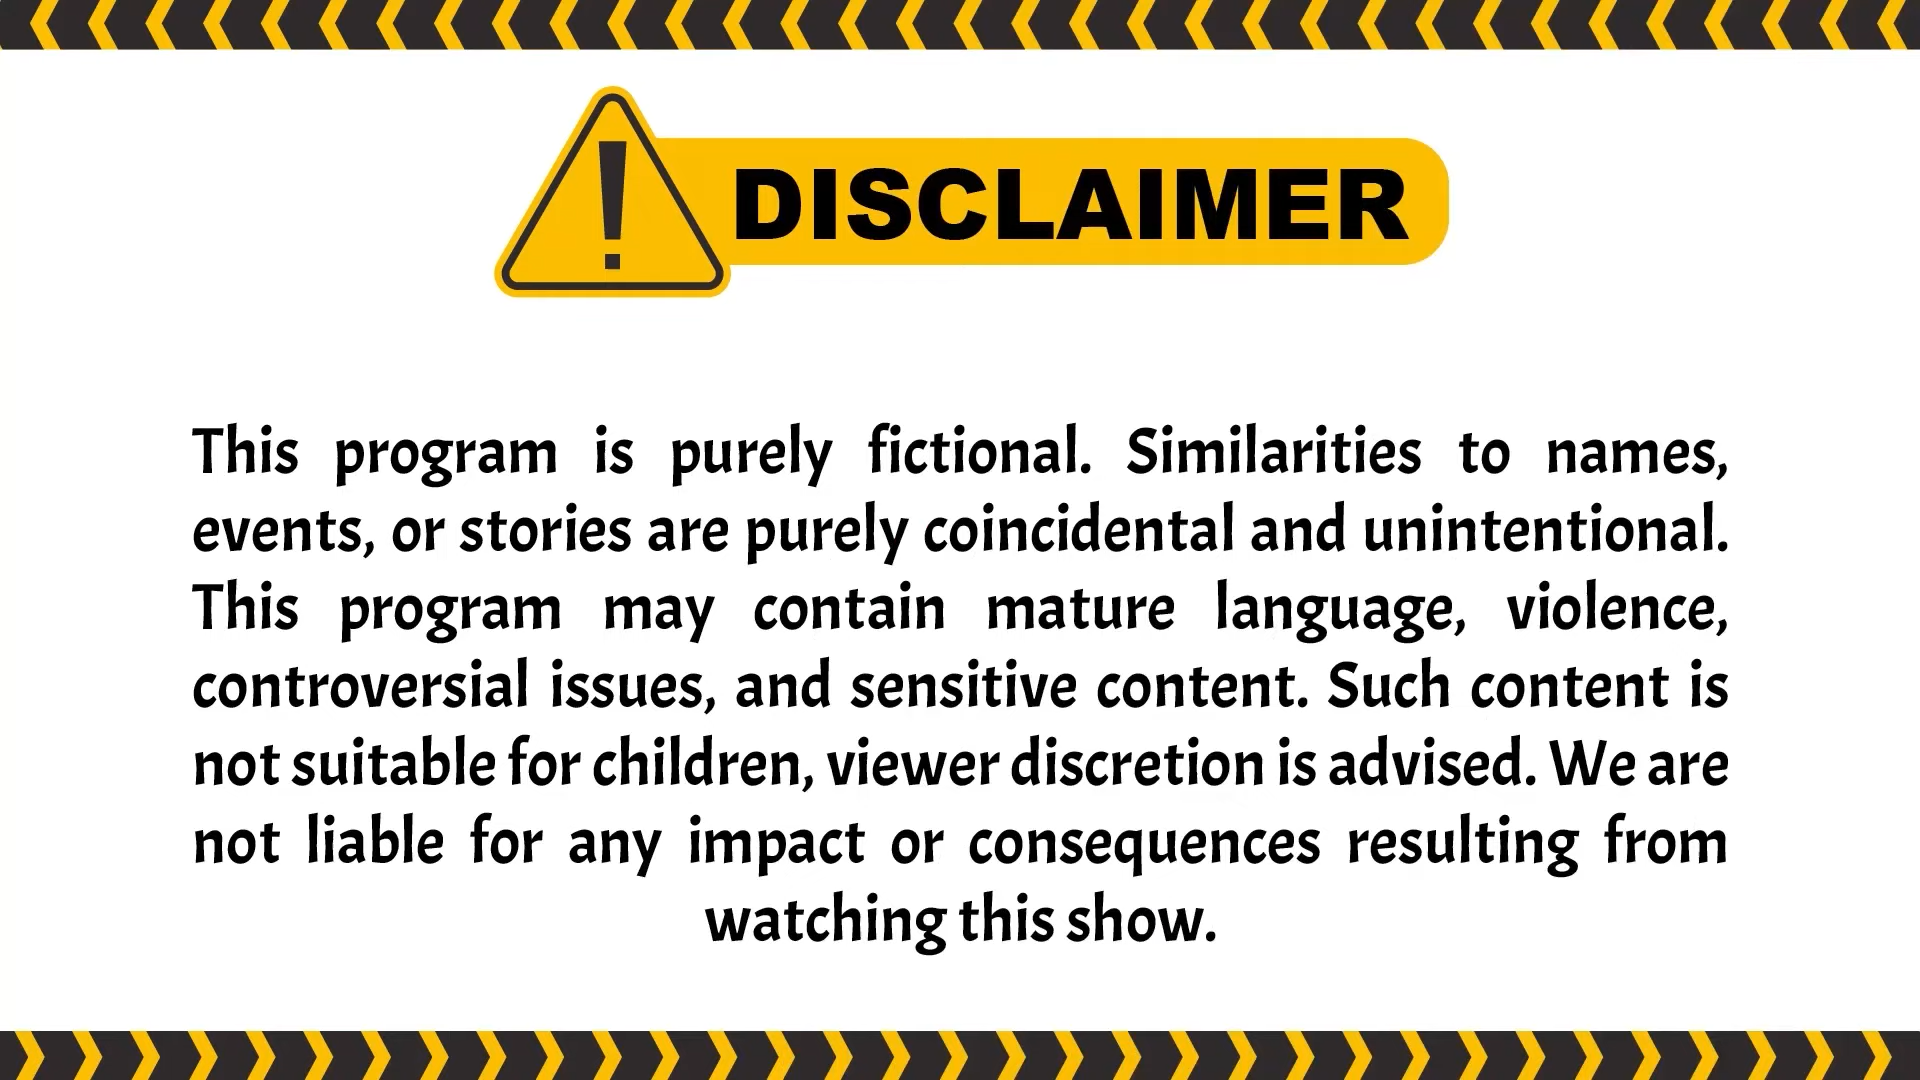 DISCLAIMER
This program is purely fictional. Similarities to names,
events, or stories are purely coincidental and unintentional.
This program may contain mature language, violence,
controversial issues, and sensitive content. Such content is
not suitable for children, viewer discretion is advised. We are
not liable for any impact or consequences resulting from
watching this show.